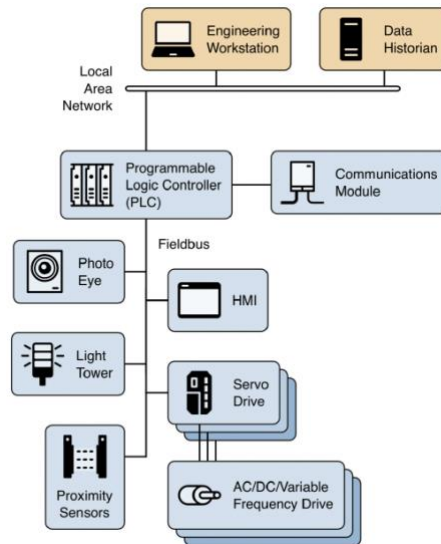 Engineering
Workstation
Data
Historian
Local
Area
Network
Programmable
Logic Controller
(PLC)
Communications
Module
Fieldbus
Photo
Eye
HMI
Light
Tower
Servo
Drive
Proximity
Sensors
AC/DC/Variable
Frequency Drive